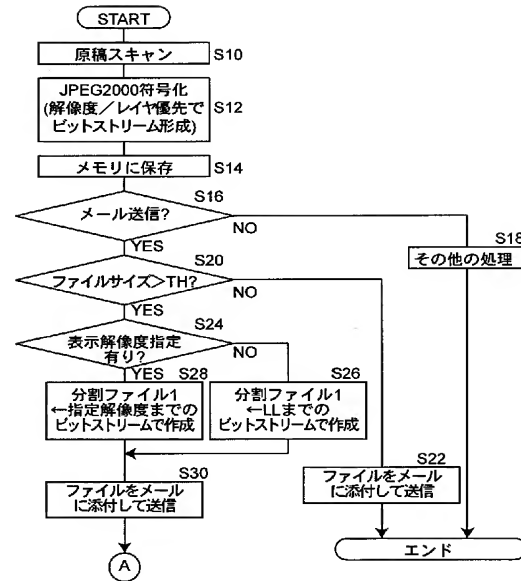 START
原稿スキャン
S10
JPEG2000符号化
(解像度／レイヤ優先で
ビットストリーム形成)
S12
メモリに保存
S14
S16
メール送信?
NO
YES
S18
その他の処理
S20
ファイルサイズ>TH?
NO
YES
S24
表示解像度指定
有り?
NO
YES
S28
分割ファイル1
←指定解像度までの
ビットストリームで作成
S26
分割ファイル1
←LLまでの
ビットストリームで作成
S30
ファイルをメール
に添付して送信
S22
ファイルをメール
に添付して送信
A
エンド